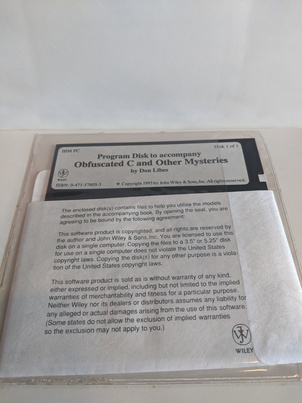 IBM PC
Disk 1 of 1
Program Disk to accompany
Obfuscated C and Other Mysteries
by Don Libes
WILEY
Copyright 1993 by John Wiley & Sons, Inc. All rights reserved.
The enclosed disk(s) contains files to help you utilize the models
described in the accompanying book. By opening the seal, you are
agreeing to be bound by the following agreement:
This software product is copyrighted, and all rights are reserved by
the author and John Wiley & Sons, Inc. You are licensed to use this
disk on a single computer. Copying the files to a 3.5" or 5.25" disk
for use on a single computer does not violate the United States
copyright laws. Copying the disk(s) for any other purpose is a viola-
tion of the United States copyright laws.
This software product is sold as is without warranty of any kind,
either expressed or implied, including but not limited to the implied
warranties of merchantability and fitness for a particular purpose.
Neither Wiley nor its dealers or distributors assumes any liability for
any alleged or actual damages arising from the use of this software.
(Some states do not allow the exclusion of implied warranties
so the exclusion may not apply to you.)
WILEY